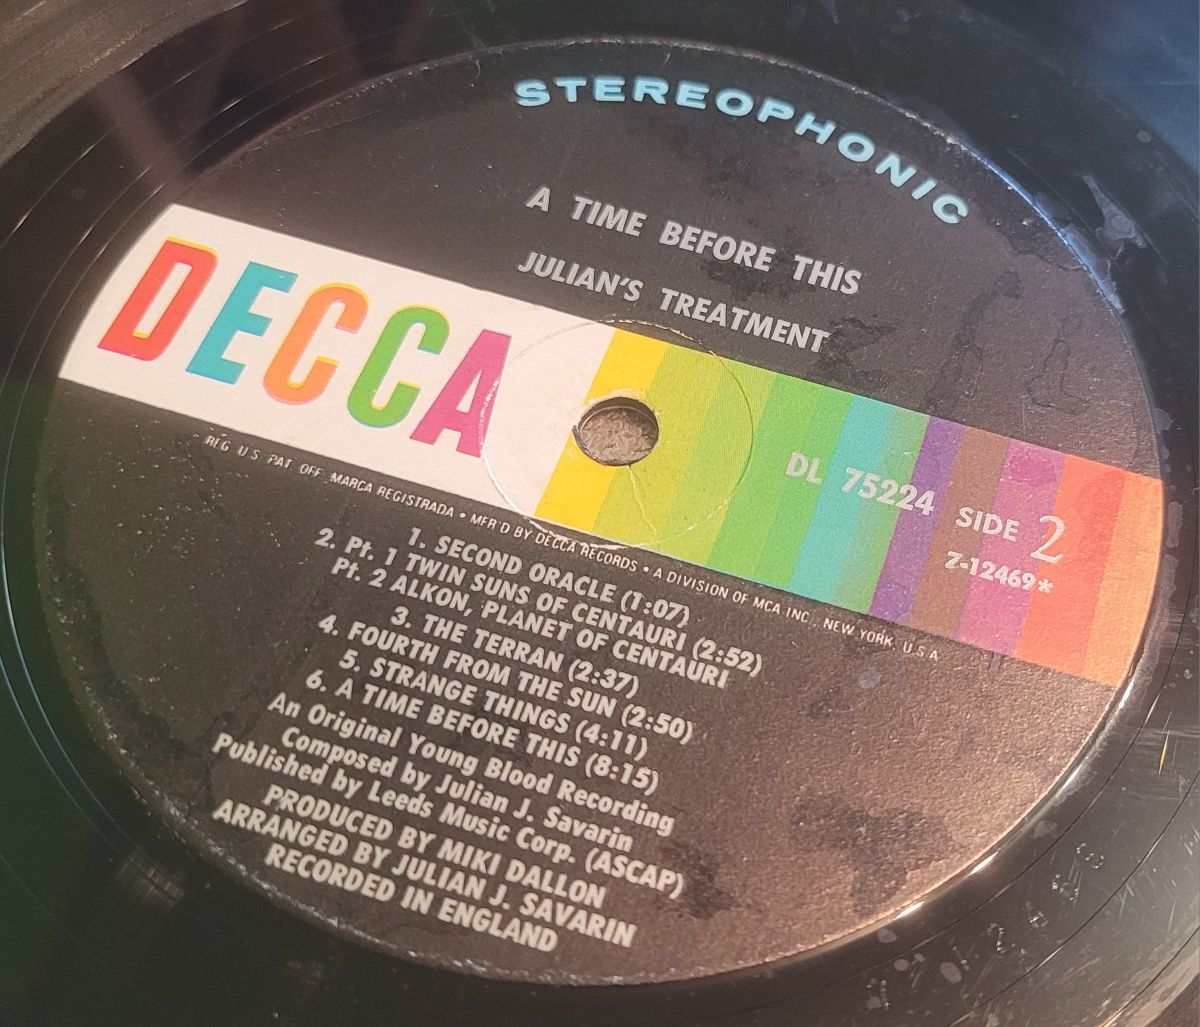 STEREOPHONIC
A TIME BEFORE THIS
JULIAN'S TREATMENT
DECCA
DL 75224 SIDE 2
Z-12469*
REG. U.S. PAT. OFF. MARCA REGISTRADA • MFR'D BY DECCA RECORDS • A DIVISION OF MCA INC., NEW YORK, U.S.A
1. SECOND ORACLE (1:07)
2. Pt. 1 TWIN SUNS OF CENTAURI (2:52)
Pt. 2 ALKON, PLANET OF CENTAURI
3. THE TERRAN (2:37)
4. FOURTH FROM THE SUN (2:50)
5. STRANGE THINGS (4:11)
6. A TIME BEFORE THIS (8:15)
An Original Young Blood Recording
Composed by Julian J. Savarin
Published by Leeds Music Corp. (ASCAP)
PRODUCED BY MIKI DALLON
ARRANGED BY JULIAN J. SAVARIN
RECORDED IN ENGLAND